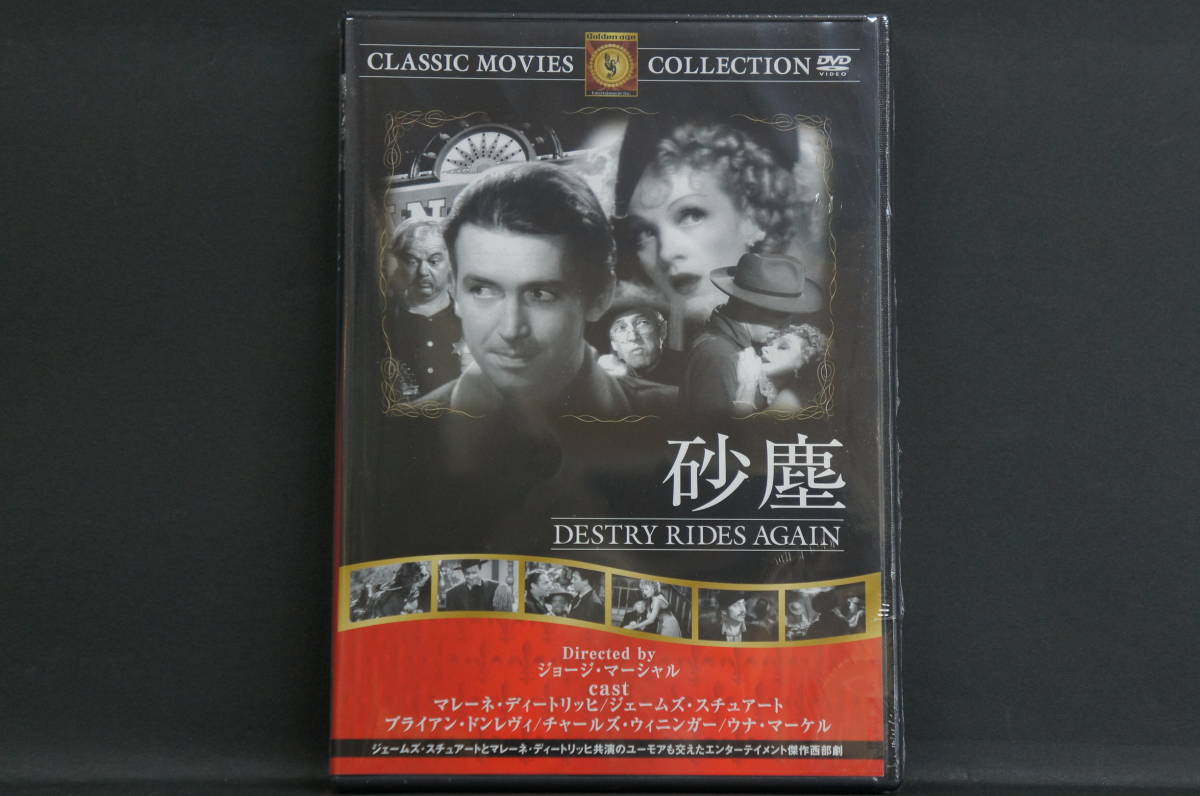 Golden age
CLASSIC MOVIES COLLECTION DVD
VIDEO
砂塵
DESTRY RIDES AGAIN
Directed by
ジョージ・マーシャル
cast
マレーネ・ディートリッヒ/ジェームズ・スチュアート
ブライアン・ドンレヴィ/チャールズ・ウィニンガー/ウナ・マーケル
ジェームズ・スチュアートとマレーネ・ディートリッヒ共演のユーモアも交えたエンターテイメント傑作西部劇